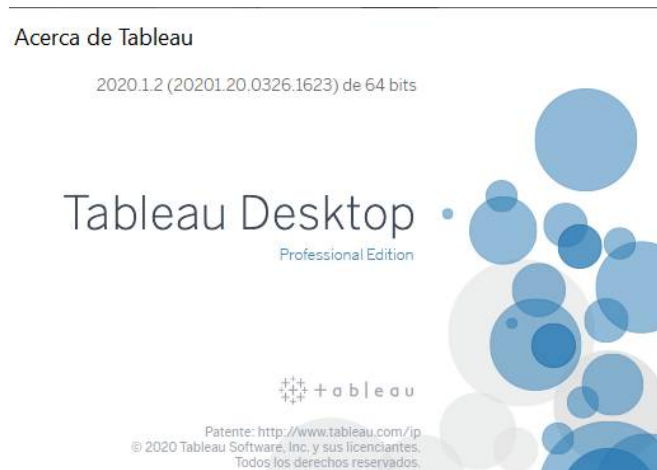 Acerca de Tableau
2020.1.2 (20201.20.0326.1623) de 64 bits
Tableau Desktop
Professional Edition
+ableau
Patente: http://www.tableau.com/ip
© 2020 Tableau Software, Inc. y sus licenciantes.
Todos los derechos reservados.